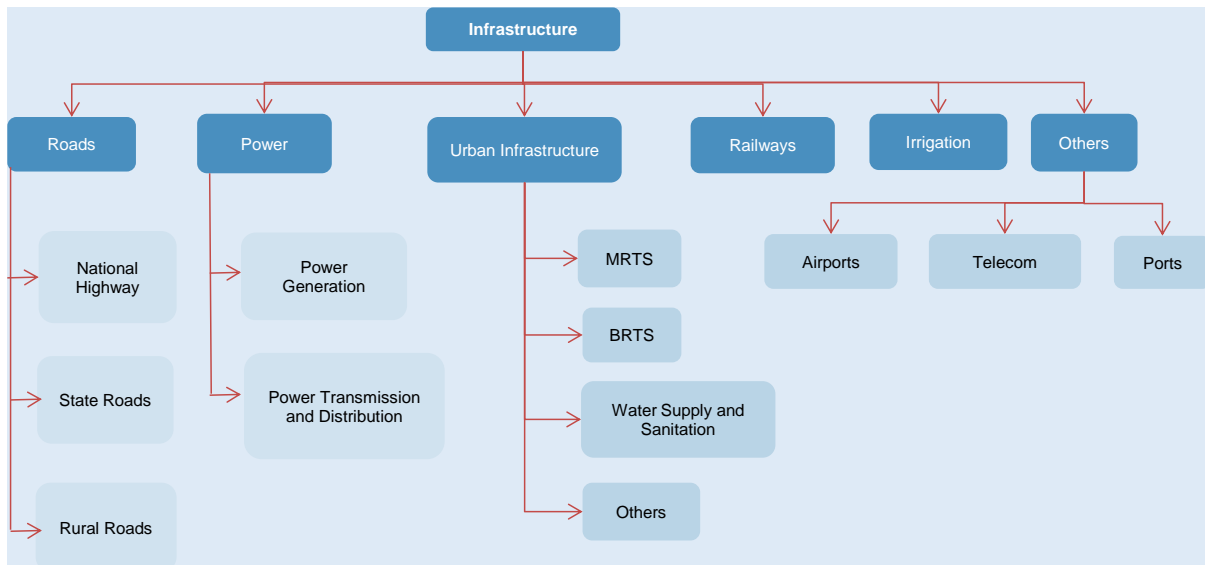 Infrastructure
Roads
Power
Urban Infrastructure
Railways
Irrigation
Others
National
Highway
State Roads
Rural Roads
Power
Generation
Power Transmission
and Distribution
MRTS
BRTS
Water Supply and
Sanitation
Others
Airports
Telecom
Ports